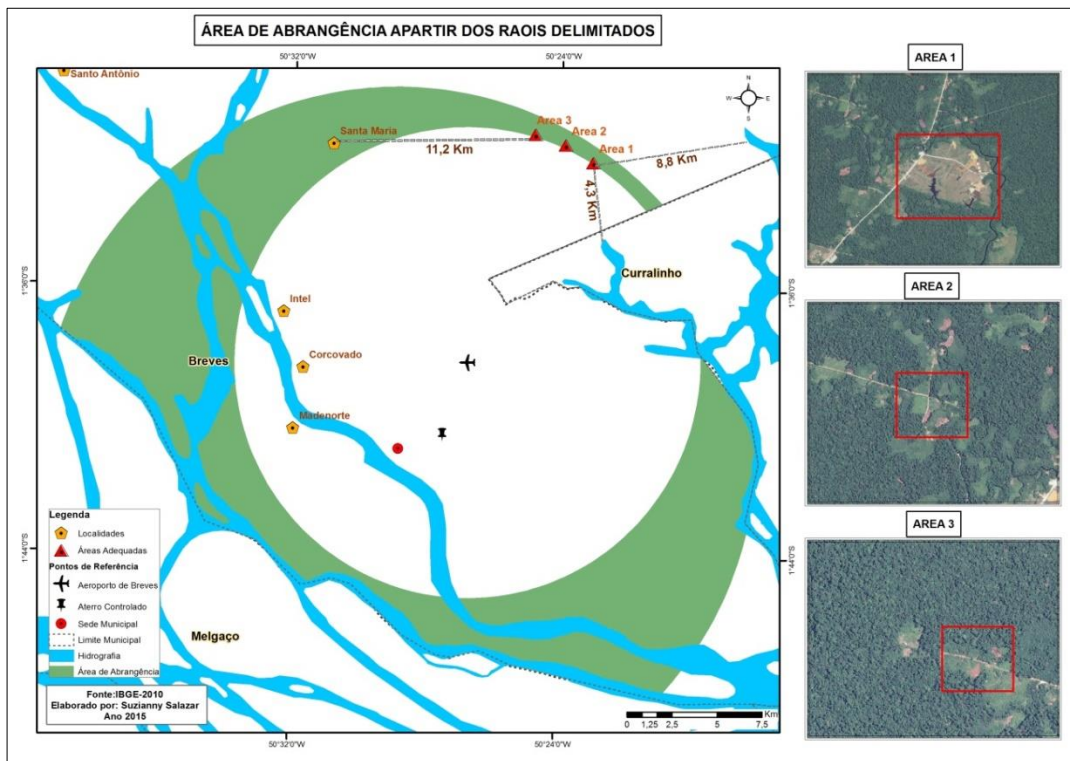 ÁREA DE ABRANGÊNCIA APARTIR DOS RAOIS DELIMITADOS
50°32'0"W
50°24'0"W
Santo Antônio
Santa Maria
11,2 Km
Area 3
Area 2
Area 1
8,8 Km
4,3 Km
N
W
E
S
1°36'0"S
1°36'0"S
Curralinho
Intel
Breves
Corcovado
Madenorte
1°44'0"S
1°44'0"S
Melgaço
Legenda
Localidades
Áreas Adequadas
Pontos de Referência
Aeroporto de Breves
Aterro Controlado
Sede Municipal
Limite Municipal
Hidrografia
Área de Abrangência
Fonte:IBGE-2010
Elaborado por: Suzianny Salazar
Ano 2015
Km
0 1,25 2,5 5 7,5
50°32'0"W
50°24'0"W
AREA 1
AREA 2
AREA 3